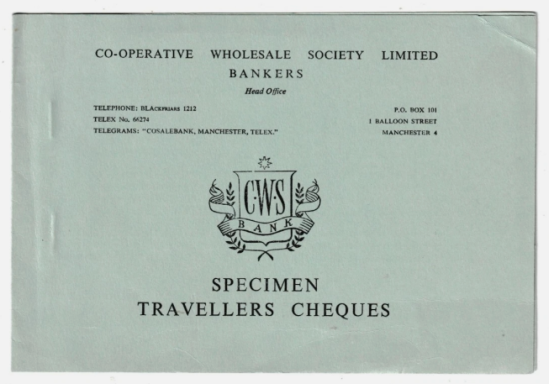 CO-OPERATIVE WHOLESALE SOCIETY LIMITED
BANKERS
Head Office
TELEPHONE: BLACKFRIARS 1212
TELEX No. 66274
TELEGRAMS: "COSALEBANK, MANCHESTER, TELEX."
P.O. BOX 101
1 BALLOON STREET
MANCHESTER 4
C·W·S
BANK
SPECIMEN
TRAVELLERS CHEQUES